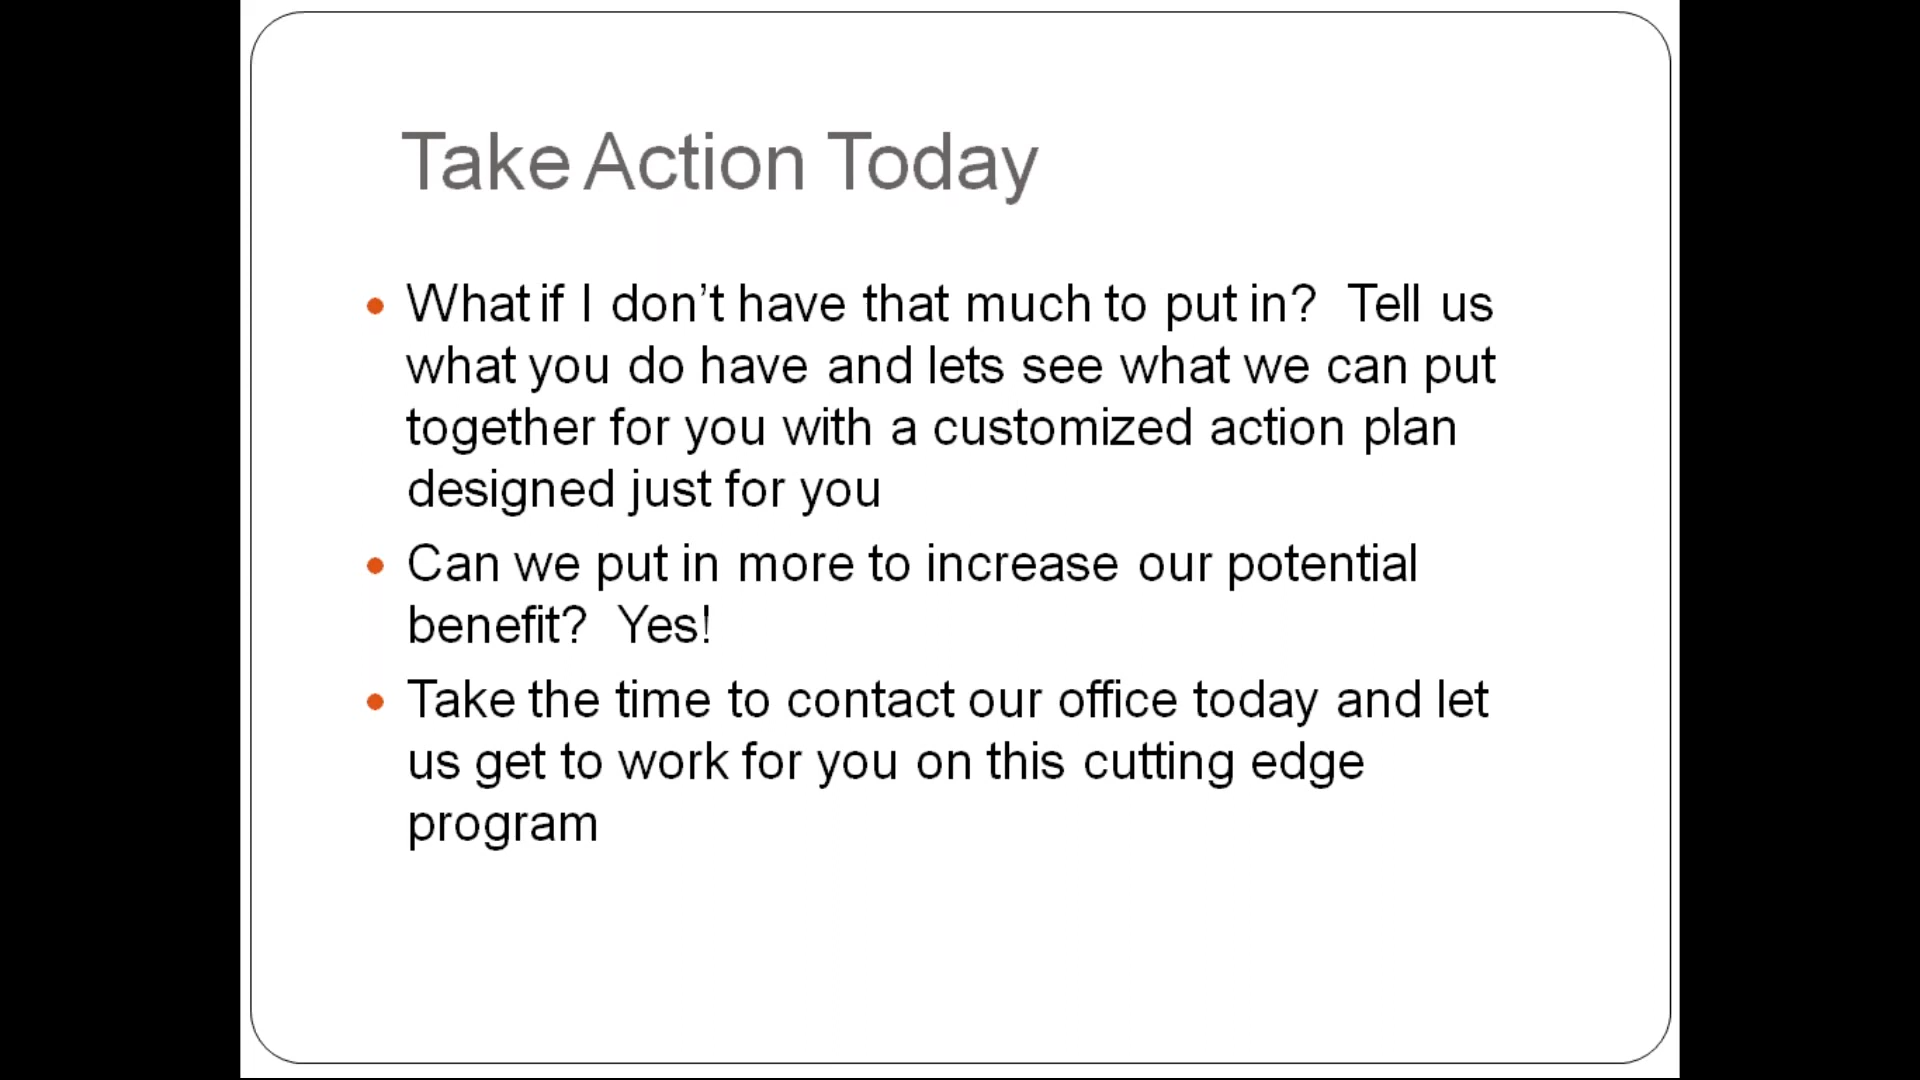 Take Action Today
• What if I don’t have that much to put in?  Tell us
what you do have and lets see what we can put
together for you with a customized action plan
designed just for you
• Can we put in more to increase our potential
benefit?  Yes!
• Take the time to contact our office today and let
us get to work for you on this cutting edge
program